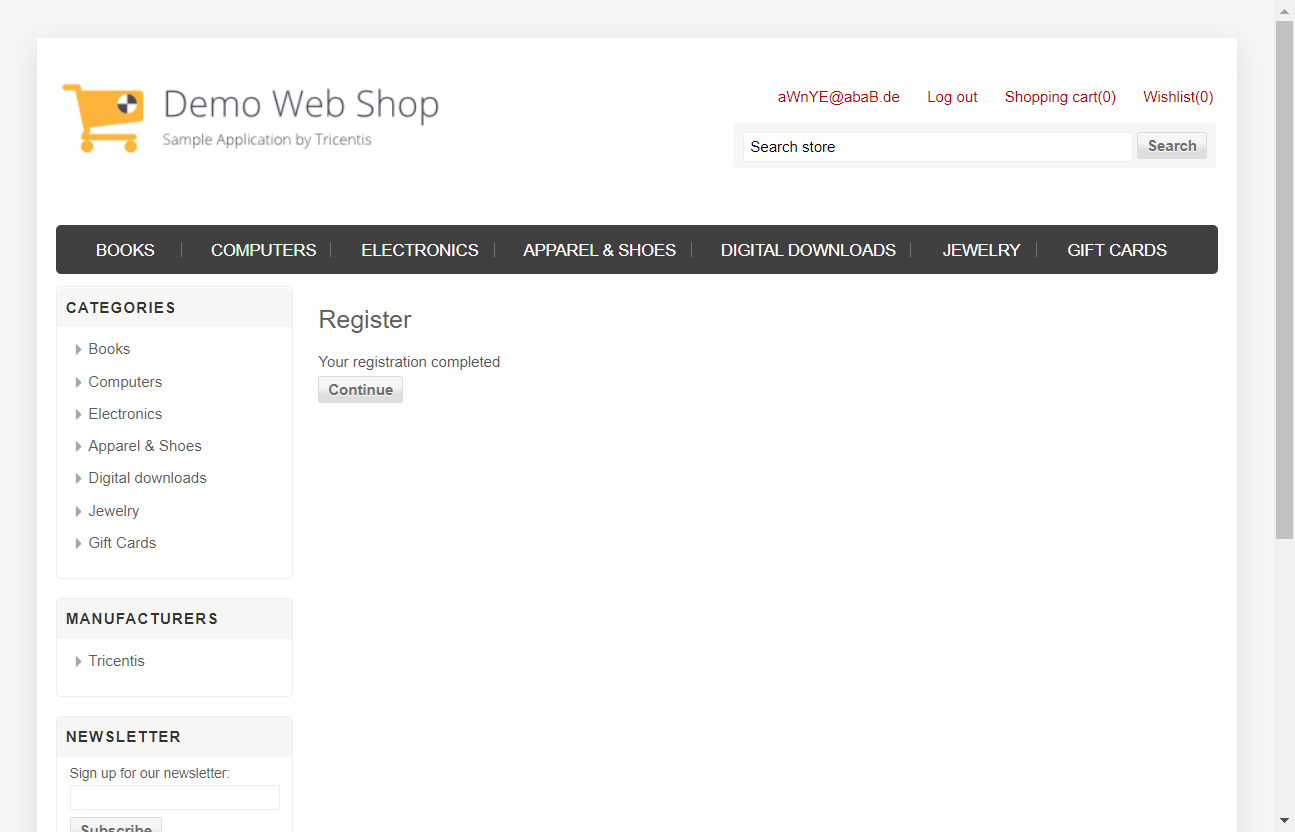 Demo Web Shop
Sample Application by Tricentis
aWnYE@abaB.de Log out Shopping cart(0) Wishlist(0)
Search store Search
BOOKS COMPUTERS ELECTRONICS APPAREL & SHOES DIGITAL DOWNLOADS JEWELRY GIFT CARDS
CATEGORIES
Books
Computers
Electronics
Apparel & Shoes
Digital downloads
Jewelry
Gift Cards
MANUFACTURERS
Tricentis
NEWSLETTER
Sign up for our newsletter:
Subscribe
Register
Your registration completed
Continue